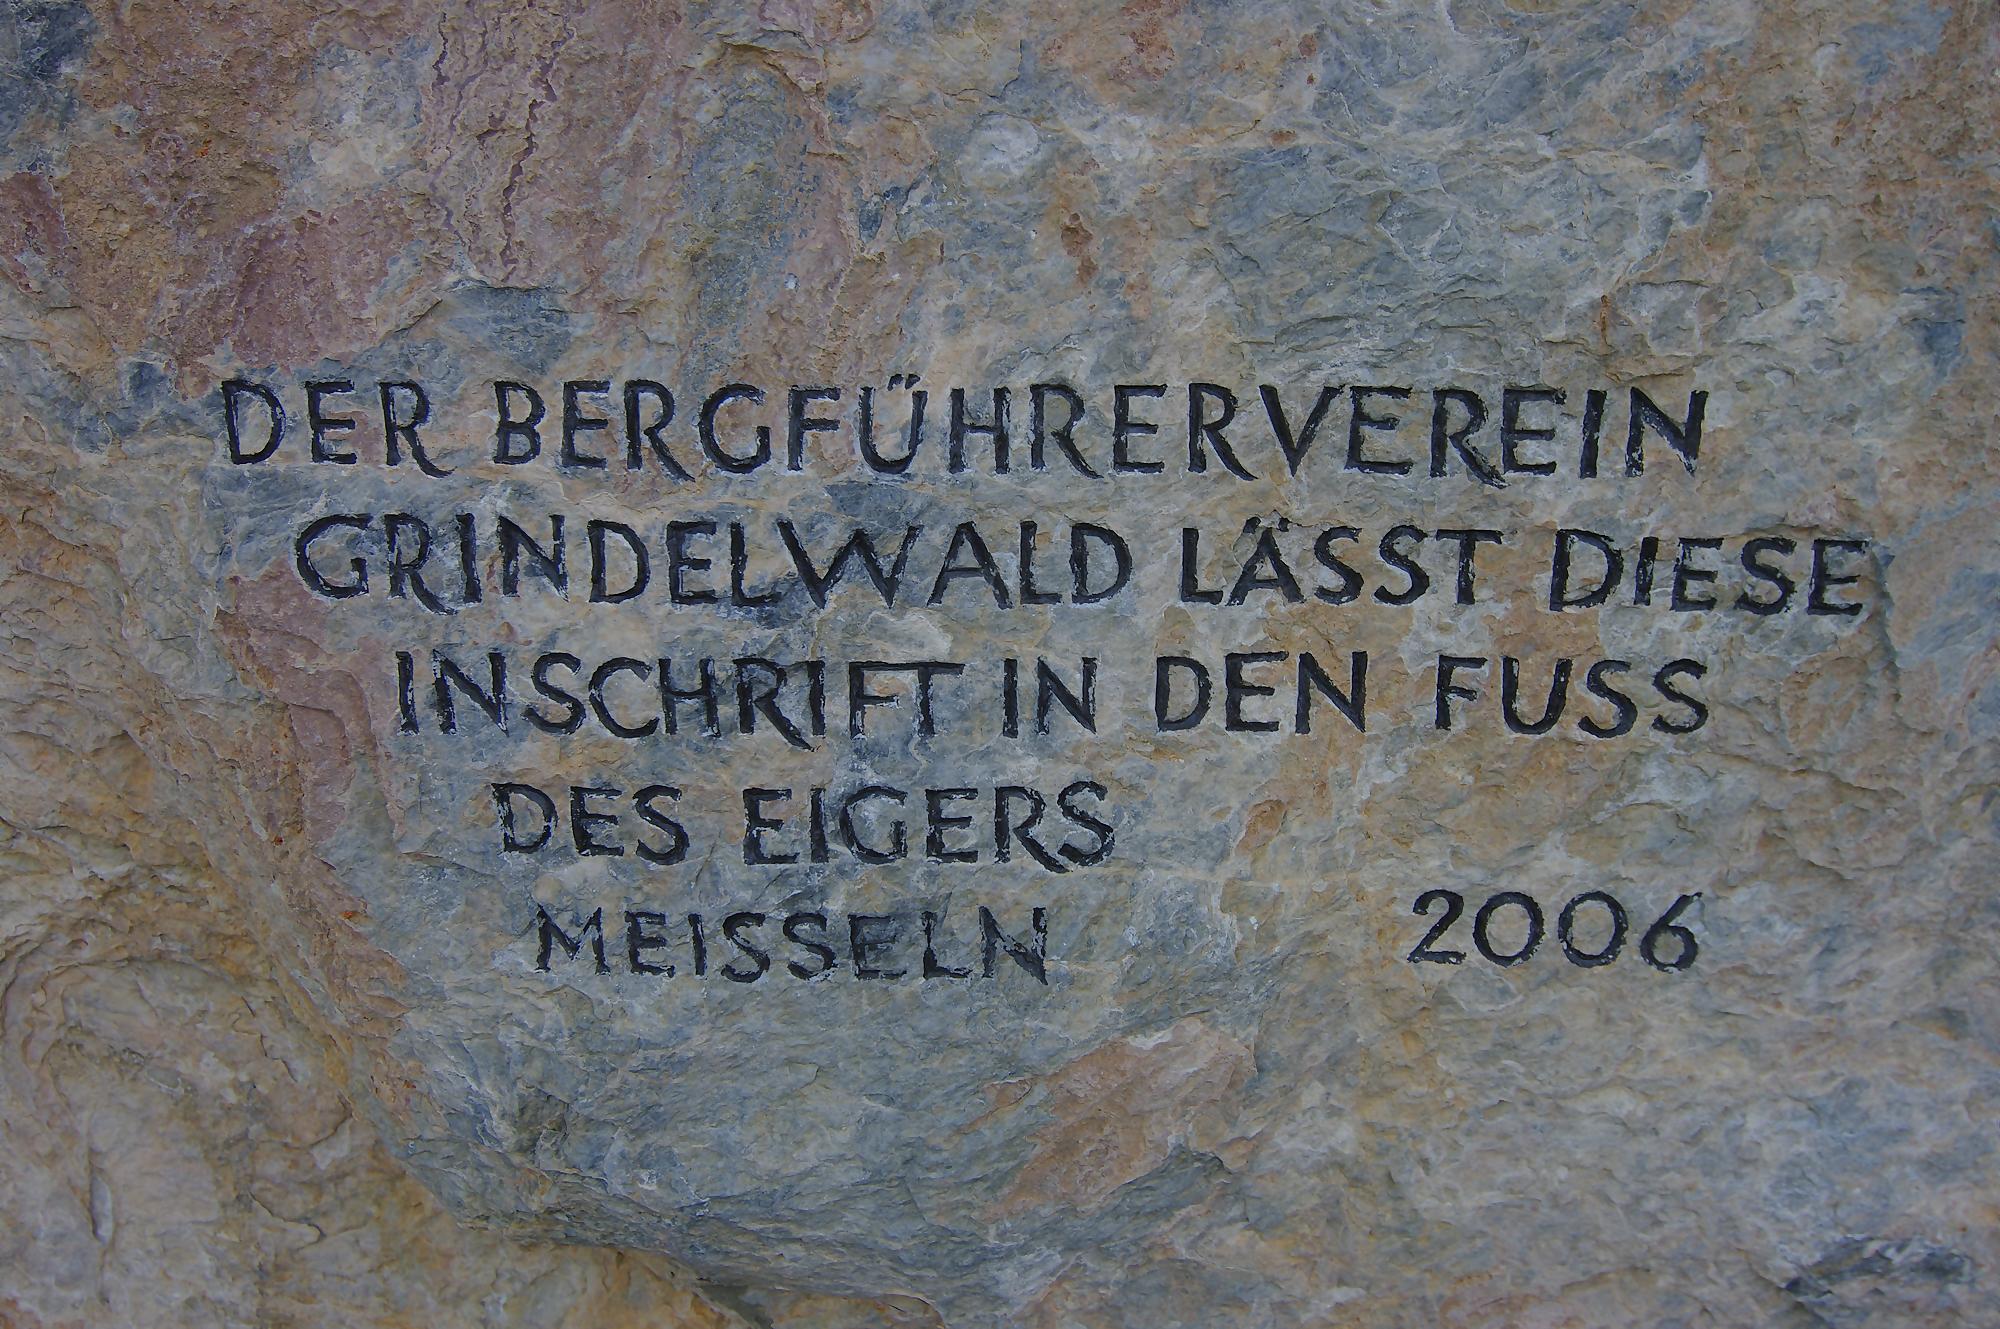 DER BERGFÜHRERVEREIN
GRINDELWALD LÄSST DIESE
INSCHRIFT IN DEN FUSS
DES EIGERS
MEISSELN 2006